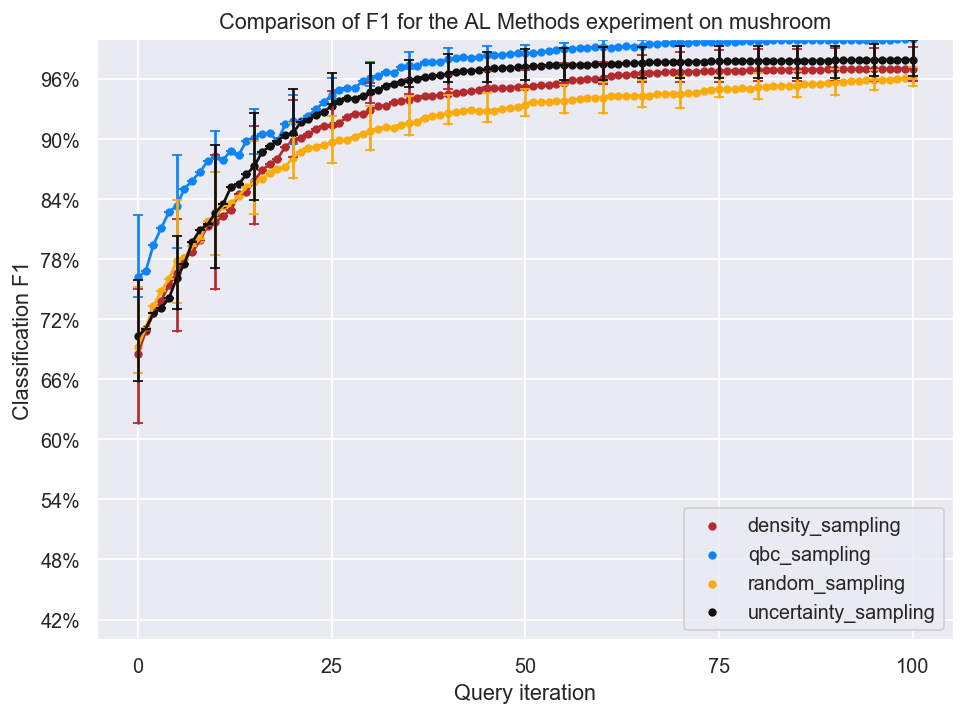 Comparison of F1 for the AL Methods experiment on mushroom
96%
90%
84%
78%
72%
66%
60%
54%
48%
42%
Classification F1
density_sampling
qbc_sampling
random_sampling
uncertainty_sampling
0
25
50
75
100
Query iteration